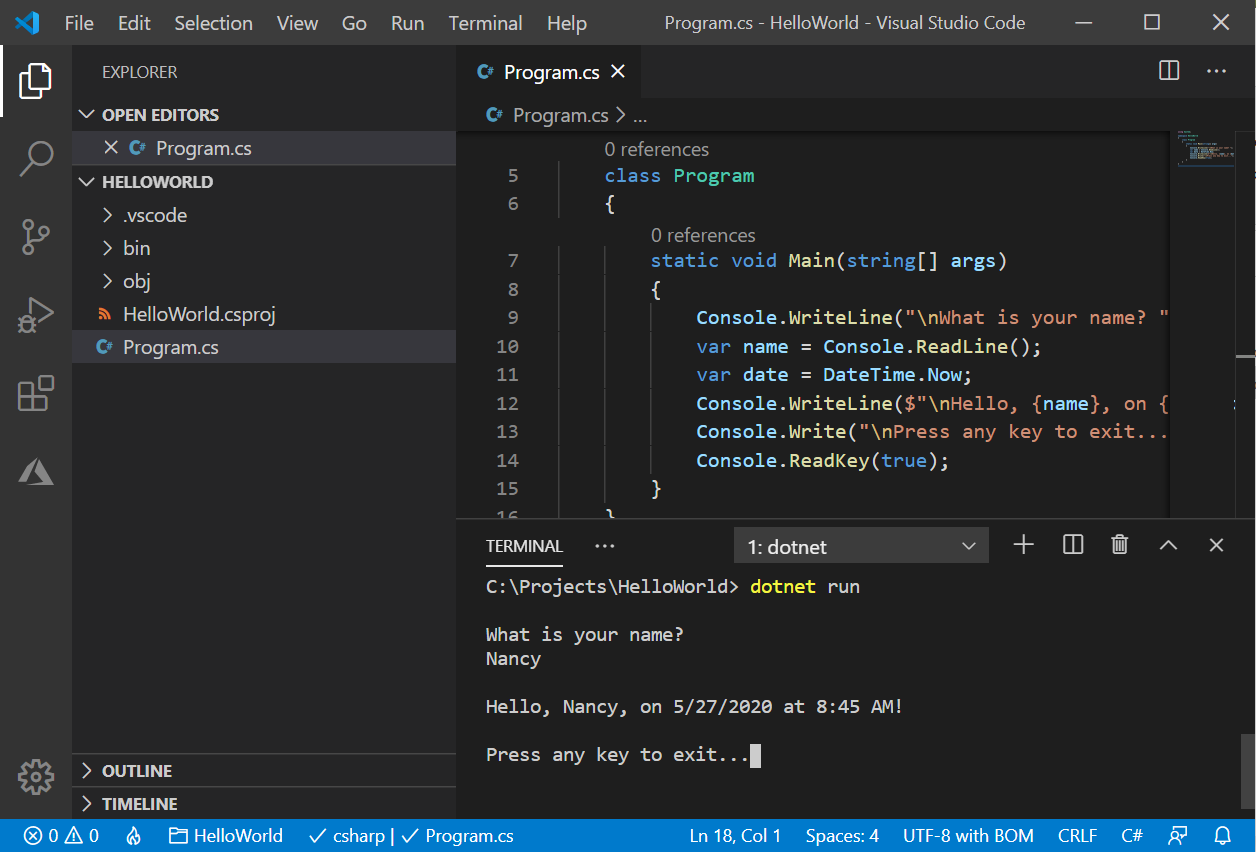 File Edit Selection View Go Run Terminal Help Program.cs - HelloWorld - Visual Studio Code
EXPLORER
OPEN EDITORS
Program.cs
HELLOWORLD
.vscode
bin
obj
HelloWorld.csproj
Program.cs
OUTLINE
TIMELINE
Program.cs
Program.cs > ...
0 references
5 class Program
6 {
0 references
7 static void Main(string[] args)
8 {
9 Console.WriteLine("\nWhat is your name? "
10 var name = Console.ReadLine();
11 var date = DateTime.Now;
12 Console.WriteLine($"\nHello, {name}, on {
13 Console.Write("\nPress any key to exit...
14 Console.ReadKey(true);
15 }
16 }
TERMINAL ... 1: dotnet
C:\Projects\HelloWorld> dotnet run
What is your name?
Nancy
Hello, Nancy, on 5/27/2020 at 8:45 AM!
Press any key to exit...
0 0 HelloWorld csharp | Program.cs Ln 18, Col 1 Spaces: 4 UTF-8 with BOM CRLF C#